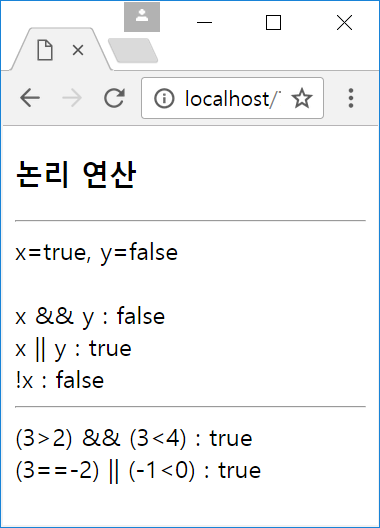 localhost/
논리 연산
x=true, y=false
x && y : false
x || y : true
!x : false
(3>2) && (3<4) : true
(3==-2) || (-1<0) : true